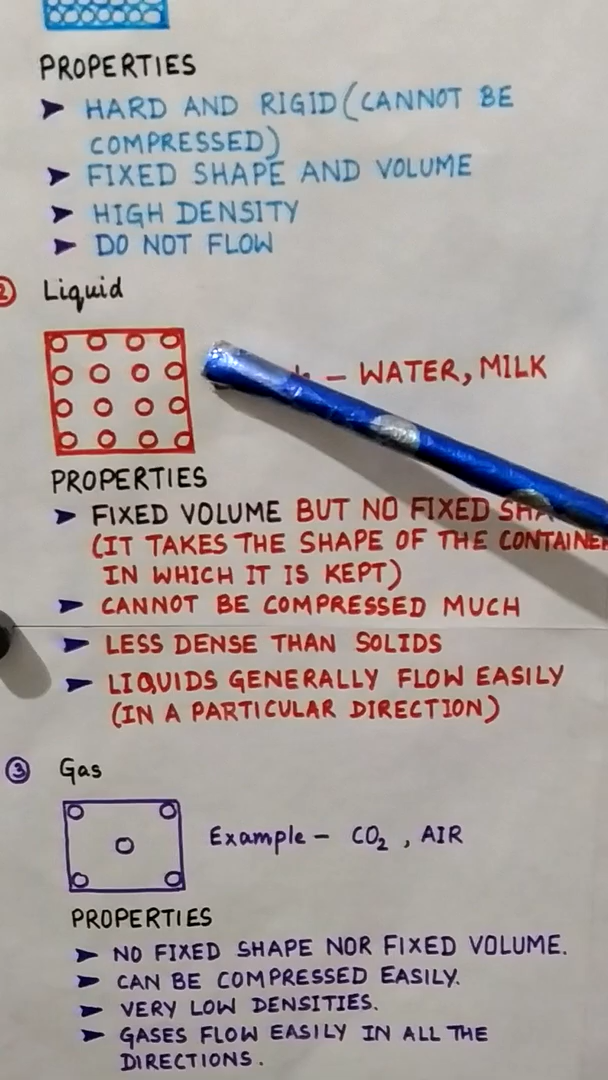 PROPERTIES
➤ HARD AND RIGID (CANNOT BE
COMPRESSED)
➤ FIXED SHAPE AND VOLUME
➤ HIGH DENSITY
➤ DO NOT FLOW
② Liquid
– WATER, MILK
PROPERTIES
➤ FIXED VOLUME BUT NO FIXED
(IT TAKES THE SHAPE OF THE CONTAINER
IN WHICH IT IS KEPT)
➤ CANNOT BE COMPRESSED MUCH
➤ LESS DENSE THAN SOLIDS
➤ LIQUIDS GENERALLY FLOW EASILY
(IN A PARTICULAR DIRECTION)
③ Gas
Example – CO₂ , AIR
PROPERTIES
➤ NO FIXED SHAPE NOR FIXED VOLUME.
➤ CAN BE COMPRESSED EASILY.
➤ VERY LOW DENSITIES.
➤ GASES FLOW EASILY IN ALL THE
DIRECTIONS.